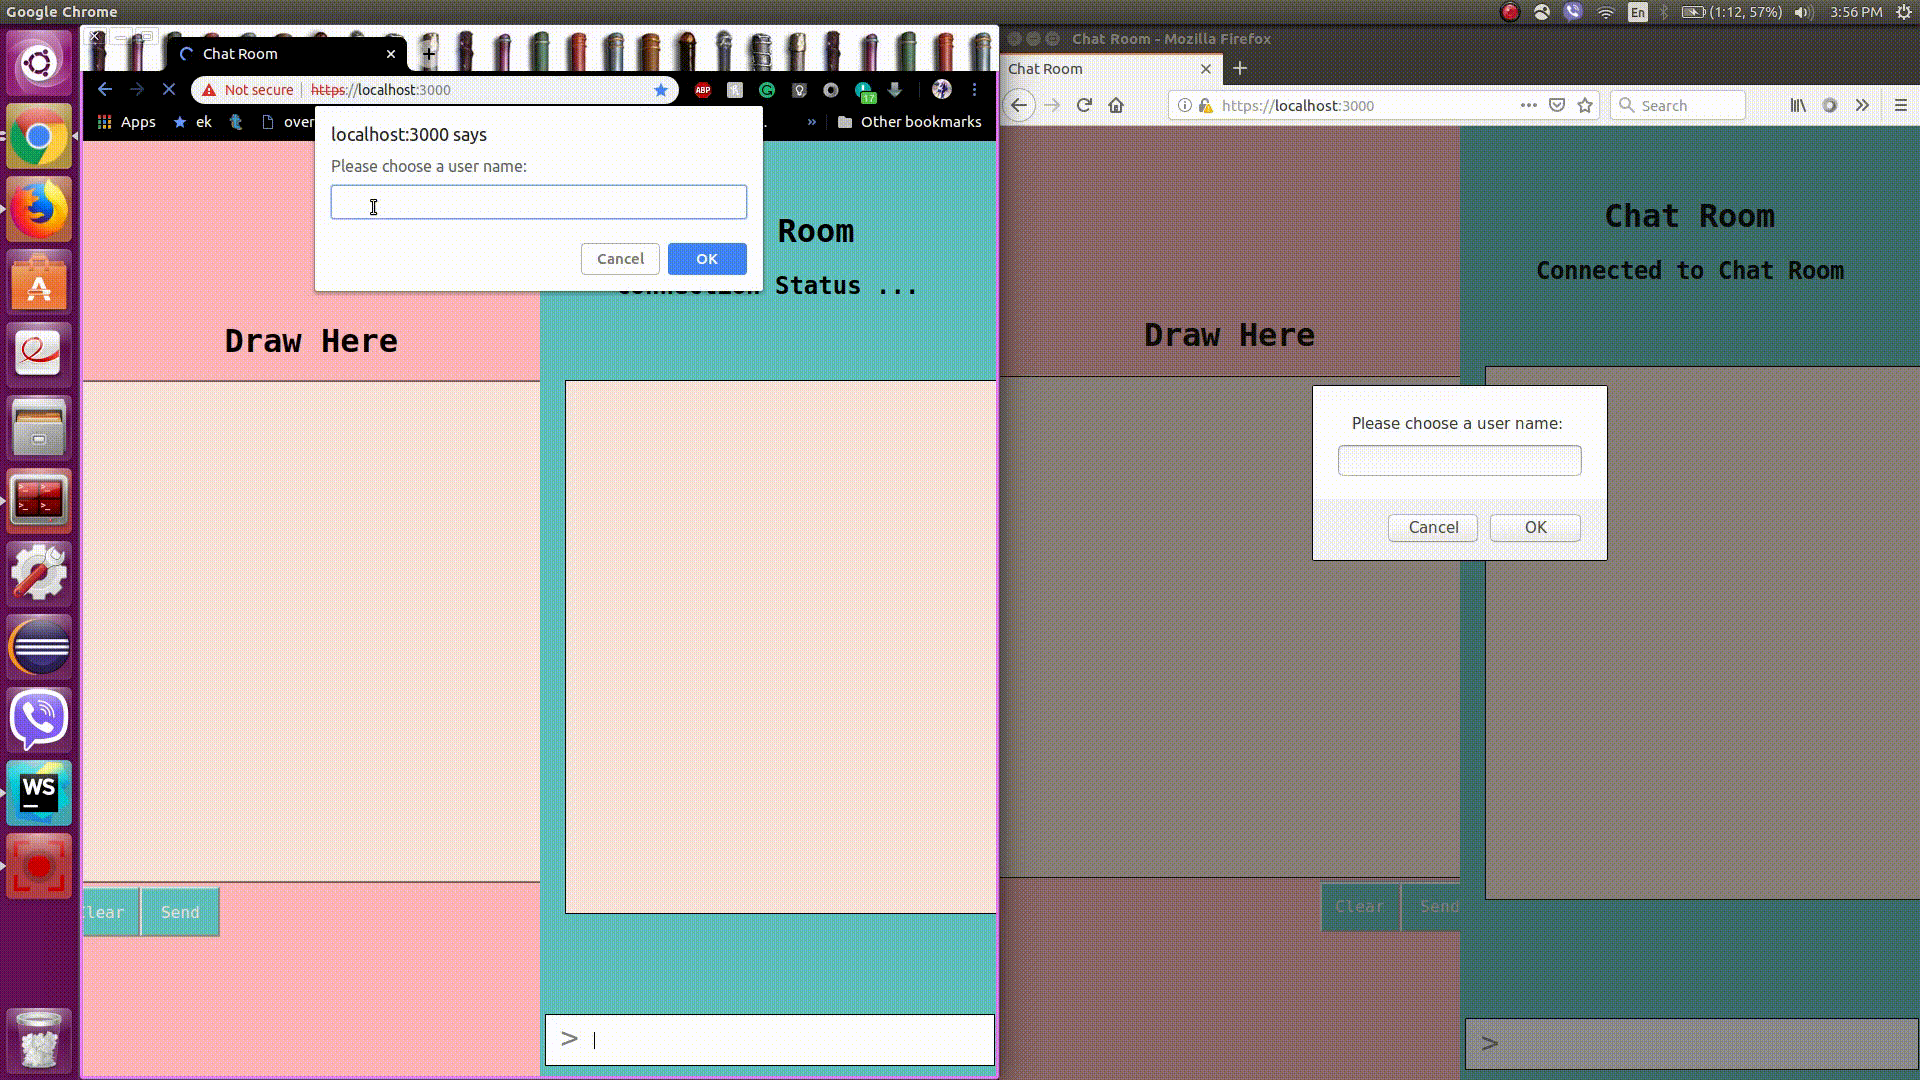 Google Chrome
En
(1:12, 57%)
3:56 PM
Chat Room
Not secure
https://localhost:3000
ABP
17
Apps
ek
over
Other bookmarks
localhost:3000 says
Please choose a user name:
Cancel
OK
Room
Status ...
Draw Here
Clear
Send
>
WS
Chat Room - Mozilla Firefox
Chat Room
https://localhost:3000
Search
Chat Room
Connected to Chat Room
Draw Here
Please choose a user name:
Cancel
OK
Clear
Send
>